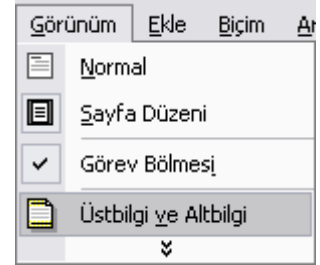 Görünüm Ekle Biçim
Normal
Sayfa Düzeni
Görev Bölmesi
Üstbilgi ve Altbilgi